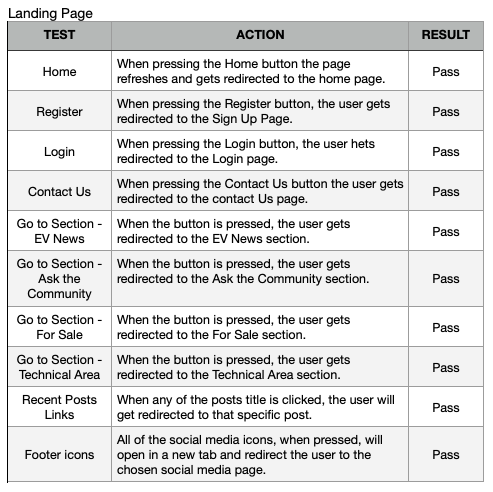 Landing Page
TEST ACTION RESULT
Home When pressing the Home button the page refreshes and gets redirected to the home page. Pass
Register When pressing the Register button, the user gets redirected to the Sign Up Page. Pass
Login When pressing the Login button, the user hets redirected to the Login page. Pass
Contact Us When pressing the Contact Us button the user gets redirected to the contact Us page. Pass
Go to Section - EV News When the button is pressed, the user gets redirected to the EV News section. Pass
Go to Section - Ask the Community When the button is pressed, the user gets redirected to the Ask the Community section. Pass
Go to Section - For Sale When the button is pressed, the user gets redirected to the For Sale section. Pass
Go to Section - Technical Area When the button is pressed, the user gets redirected to the Technical Area section. Pass
Recent Posts Links When any of the posts title is clicked, the user will get redirected to that specific post. Pass
Footer icons All of the social media icons, when pressed, will open in a new tab and redirect the user to the chosen social media page. Pass